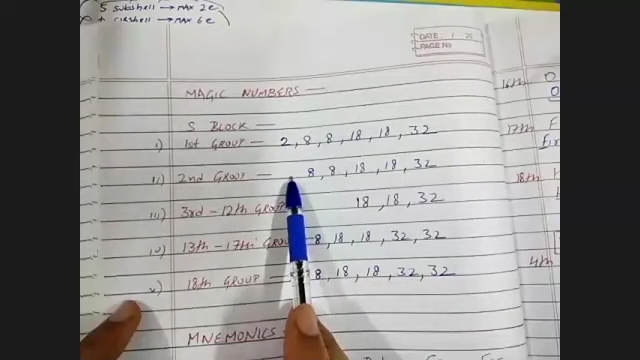 S subshell → MAX 2e
subshell → MAX 6e
DATE: / 20
PAGE No
MAGIC NUMBERS —
S BLOCK —
i) 1st GROUP — 2, 8, 8, 18, 18, 32
ii) 2nd GROUP — 8, 8, 18, 18, 32
iii) 3rd - 12th GROUP 18, 18, 32
iv) 13th - 17th GROUP 8, 18, 18, 32, 32
v) 18th GROUP — 8, 18, 18, 32, 32
MNEMONICS
16th O
17th F
18th
4th